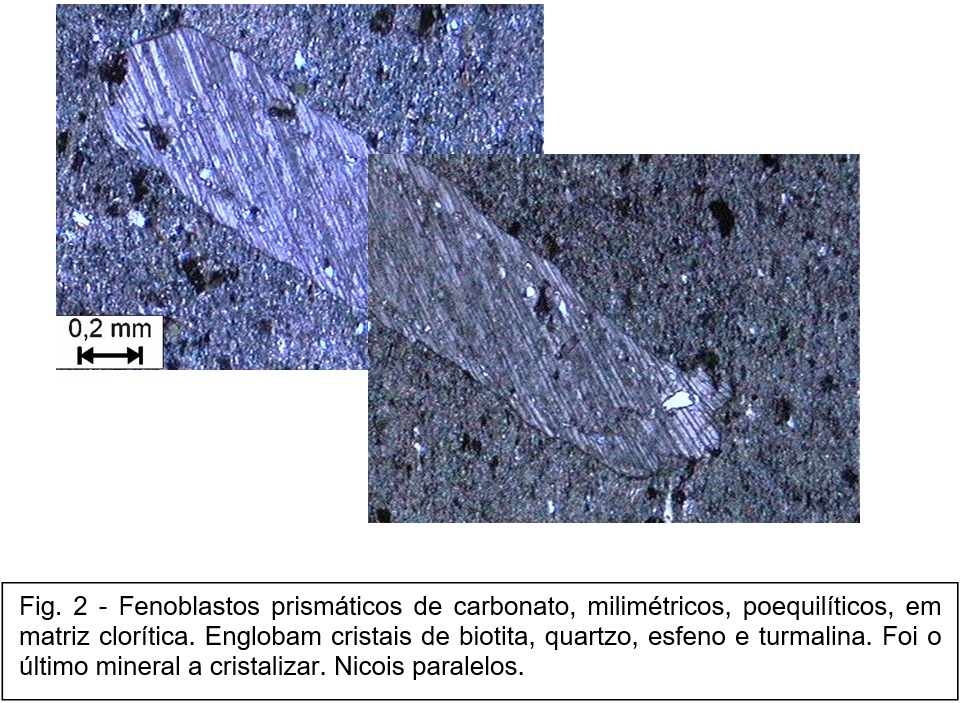 0,2 mm
Fig. 2 - Fenoblastos prismáticos de carbonato, milimétricos, poequilíticos, em
matriz clorítica. Englobam cristais de biotita, quartzo, esfeno e turmalina. Foi o
último mineral a cristalizar. Nicois paralelos.